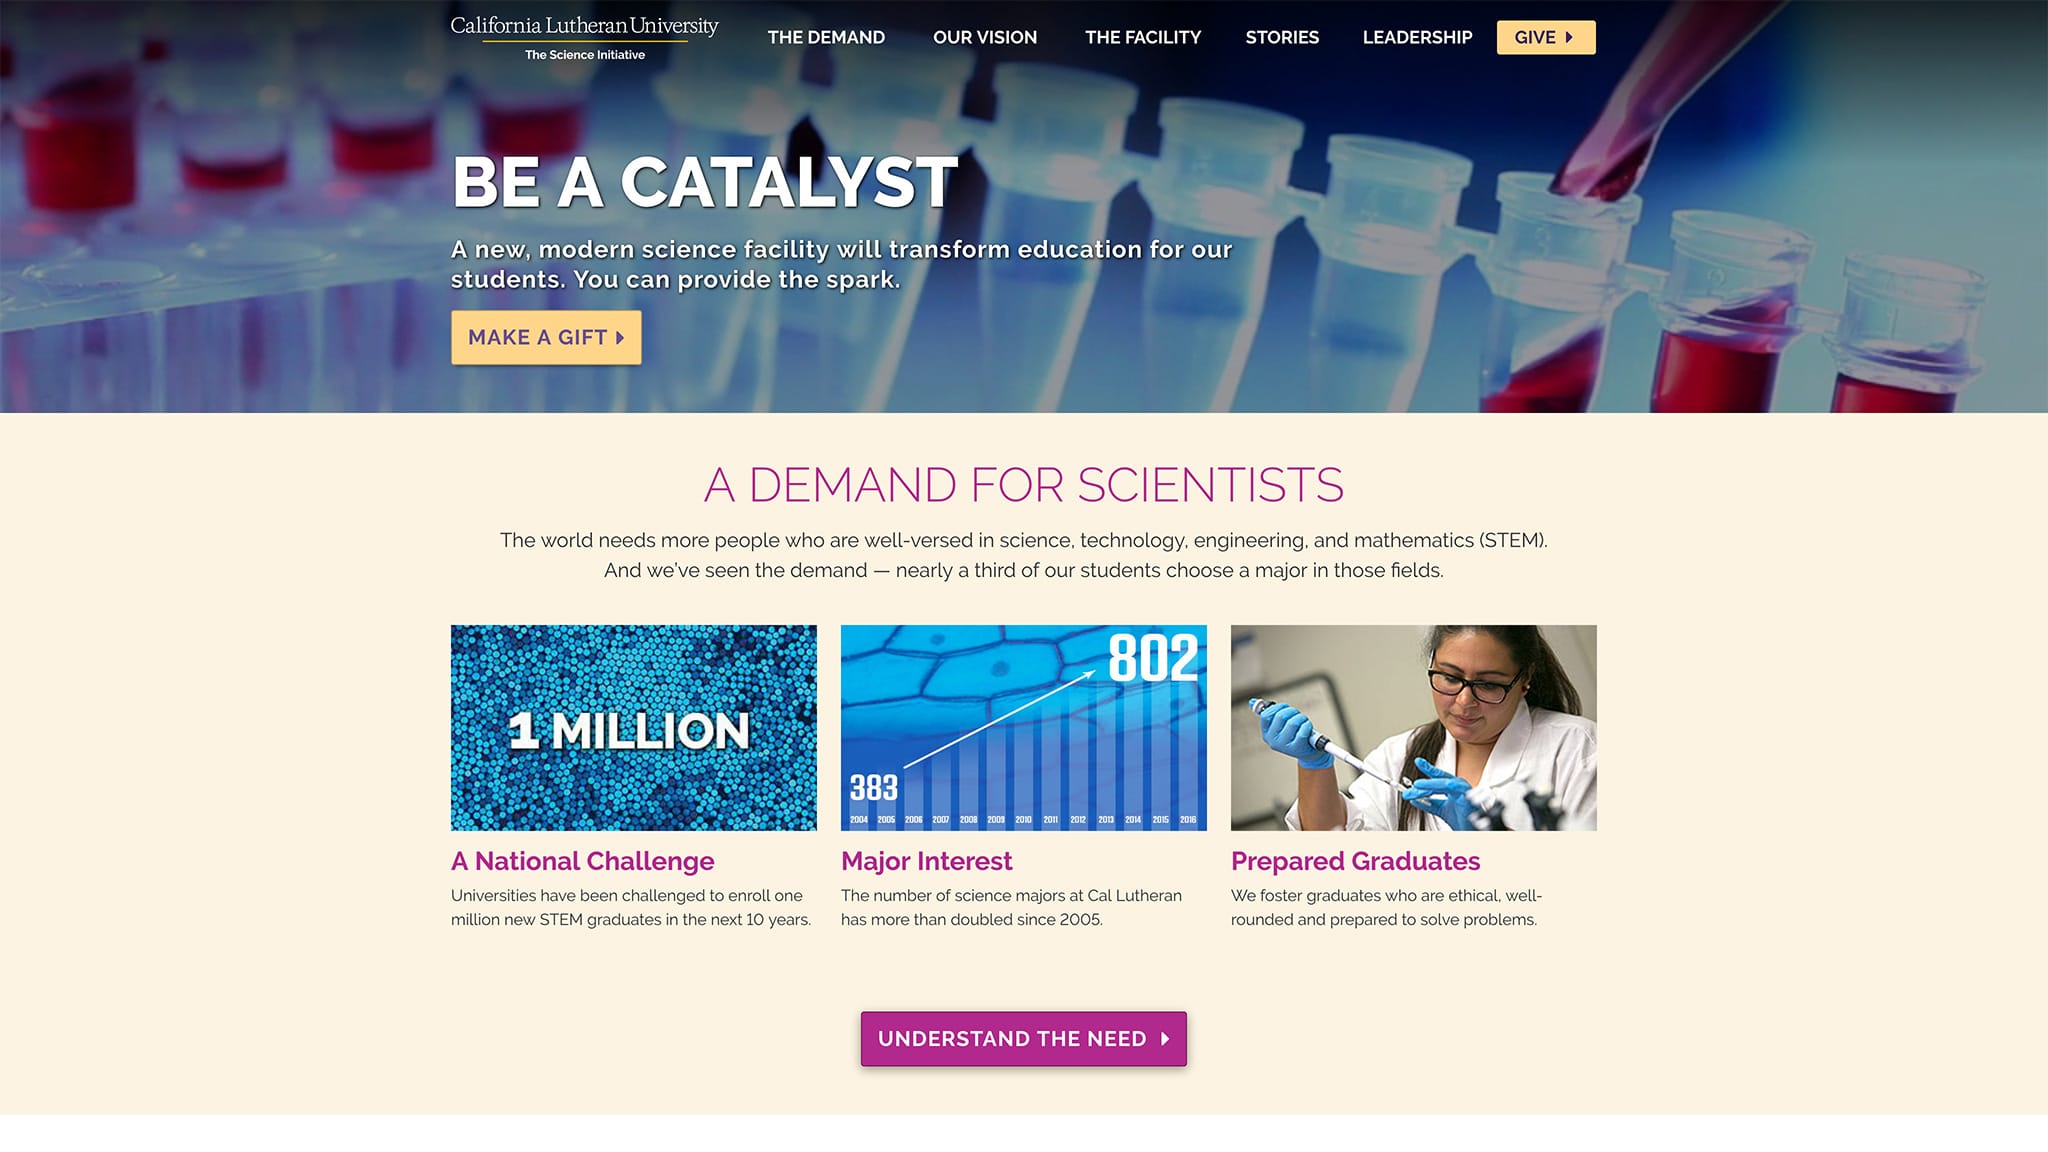 California Lutheran University
The Science Initiative
THE DEMAND
OUR VISION
THE FACILITY
STORIES
LEADERSHIP
GIVE
BE A CATALYST
A new, modern science facility will transform education for our
students. You can provide the spark.
MAKE A GIFT
A DEMAND FOR SCIENTISTS
The world needs more people who are well-versed in science, technology, engineering, and mathematics (STEM).
And we've seen the demand — nearly a third of our students choose a major in those fields.
1 MILLION
A National Challenge
Universities have been challenged to enroll one
million new STEM graduates in the next 10 years.
802
383
2004 2005 2006 2007 2008 2009 2010 2011 2012 2013 2014 2015 2016
Major Interest
The number of science majors at Cal Lutheran
has more than doubled since 2005.
Prepared Graduates
We foster graduates who are ethical, well-
rounded and prepared to solve problems.
UNDERSTAND THE NEED